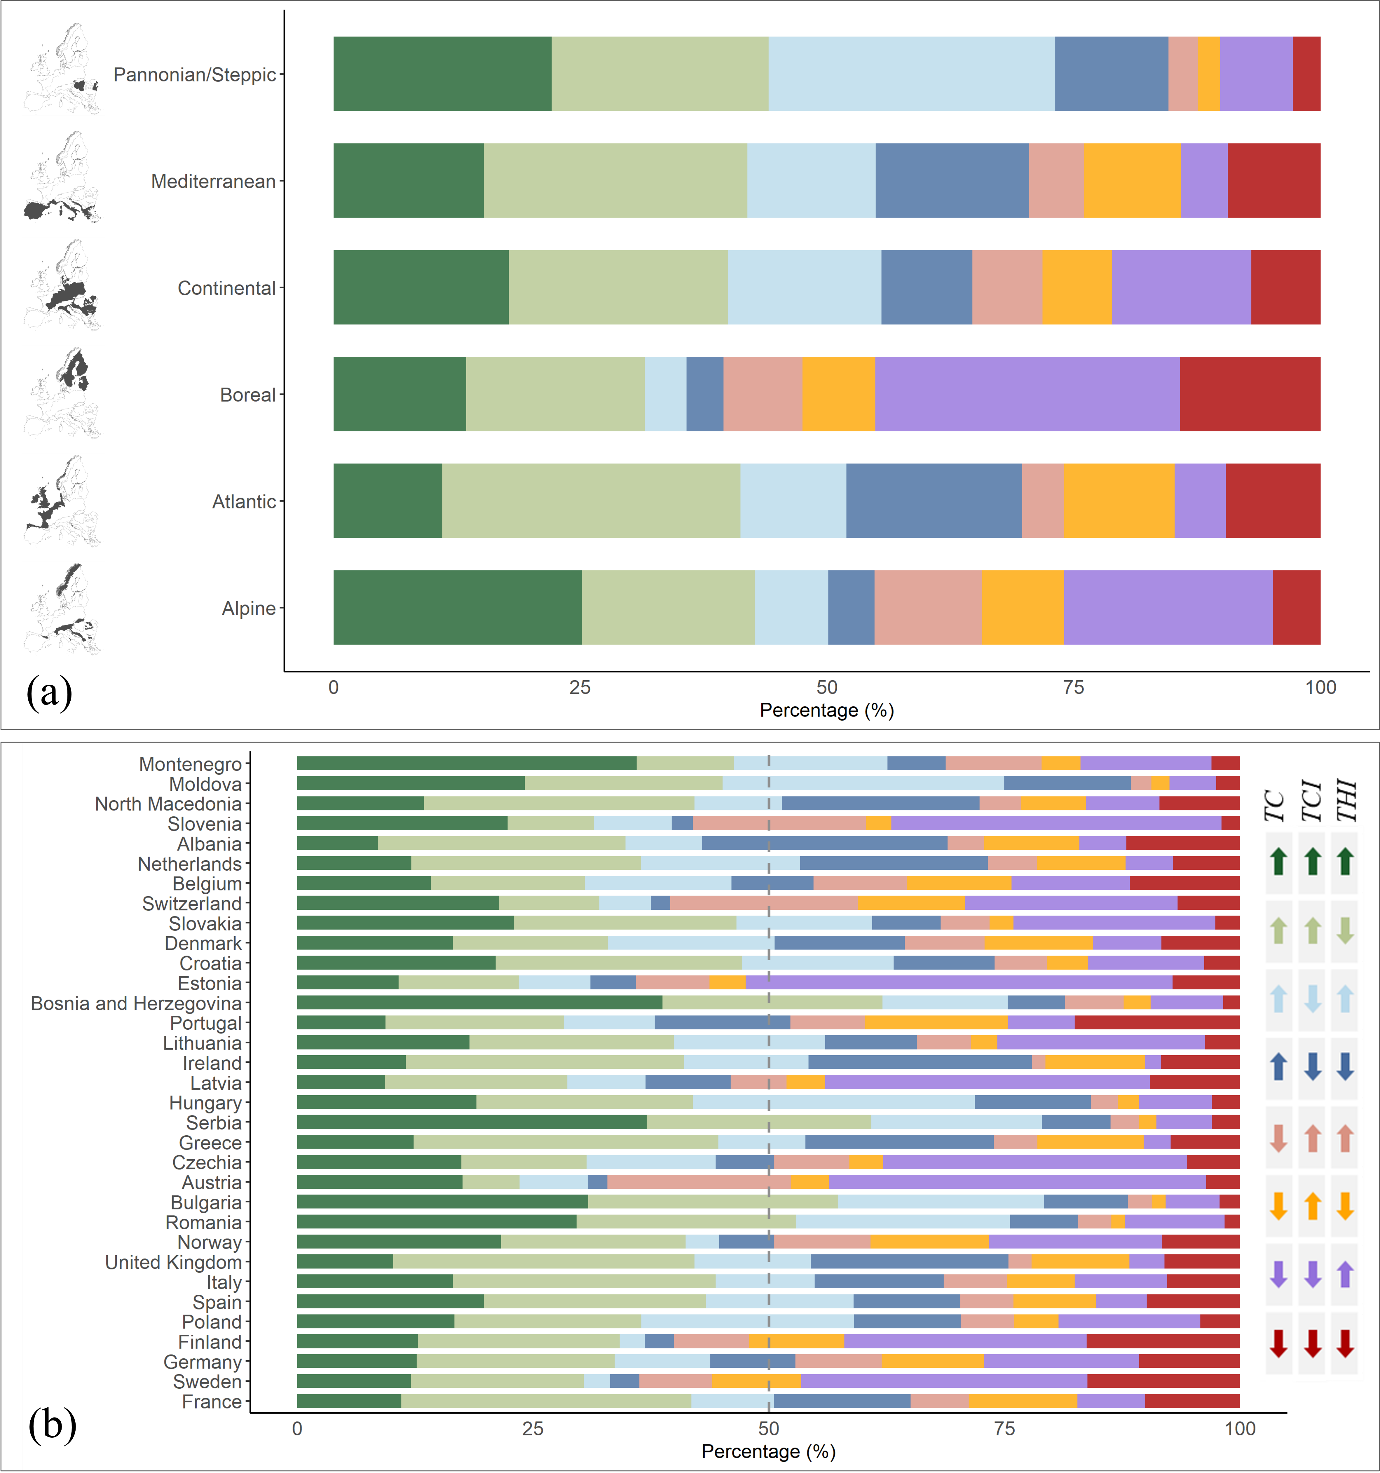 Pannonian/Steppic
Mediterranean
Continental
Boreal
Atlantic
Alpine
0 25 50 75 100
Percentage (%)
(a)
Montenegro
Moldova
North Macedonia
Slovenia
Albania
Netherlands
Belgium
Switzerland
Slovakia
Denmark
Croatia
Estonia
Bosnia and Herzegovina
Portugal
Lithuania
Ireland
Latvia
Hungary
Serbia
Greece
Czechia
Austria
Bulgaria
Romania
Norway
United Kingdom
Italy
Spain
Poland
Finland
Germany
Sweden
France
TC TCI THI
0 25 50 75 100
Percentage (%)
(b)